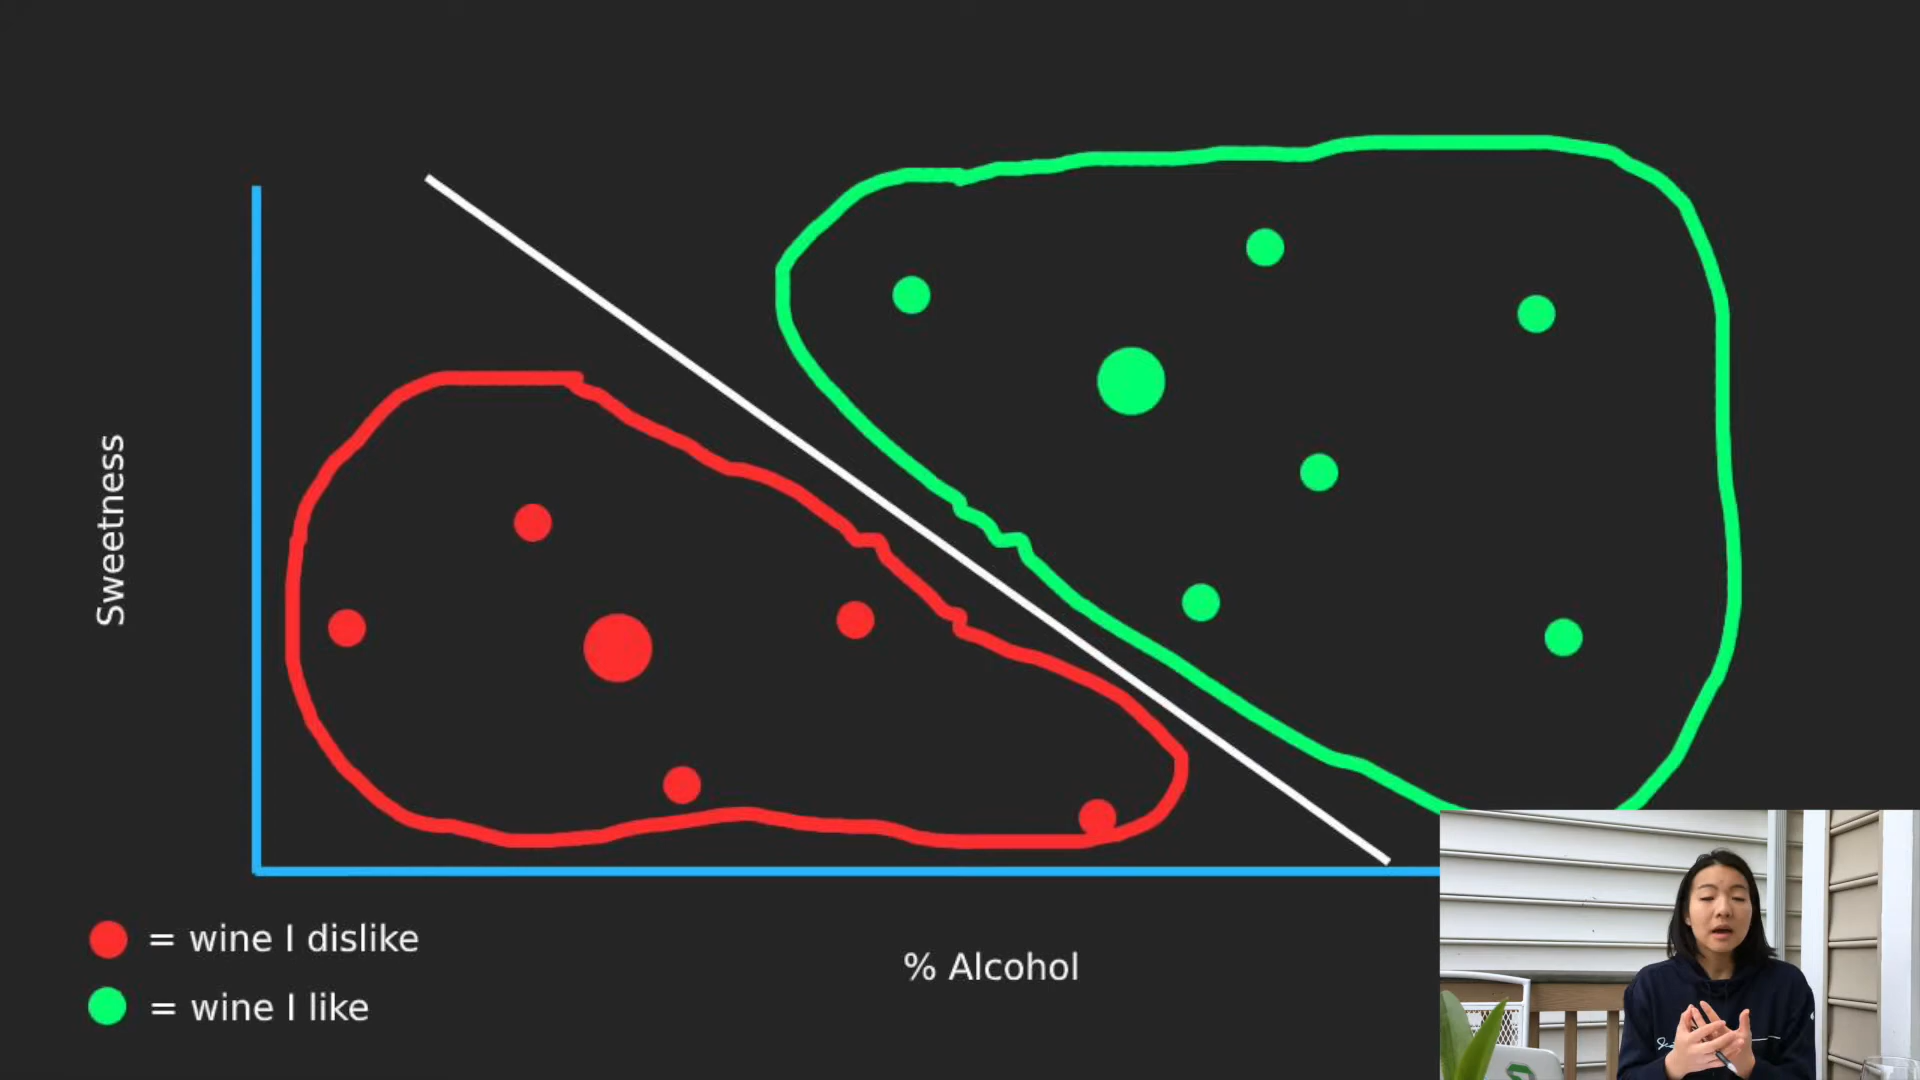 Sweetness
= wine I dislike
= wine I like
% Alcohol